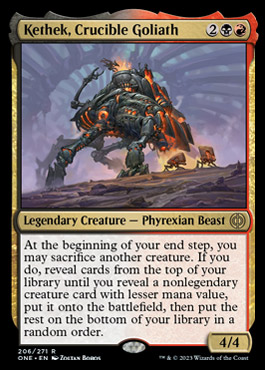 Kethek, Crucible Goliath 2
Legendary Creature — Phyrexian Beast
At the beginning of your end step, you
may sacrifice another creature. If you
do, reveal cards from the top of your
library until you reveal a nonlegendary
creature card with lesser mana value,
put it onto the battlefield, then put the
rest on the bottom of your library in a
random order.
4/4
206/271 R
ONE • EN Zoltan Boros
™ & © 2023 Wizards of the Coast